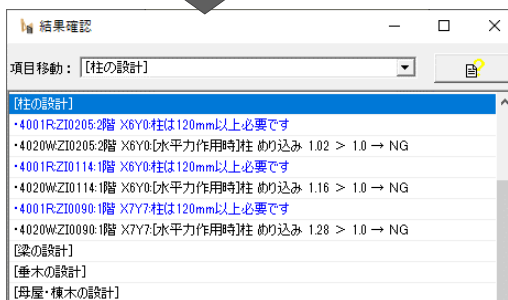 結果確認
項目移動： [柱の設計]
[柱の設計]
・4001R:ZI0205:2階 X6Y0:柱は120mm以上必要です
・4020W:ZI0205:2階 X6Y0:[水平力作用時]柱 めり込み 1.02 > 1.0 → NG
・4001R:ZI0114:1階 X6Y0:柱は120mm以上必要です
・4020W:ZI0114:1階 X6Y0:[水平力作用時]柱 めり込み 1.16 > 1.0 → NG
・4001R:ZI0090:1階 X7Y7:柱は120mm以上必要です
・4020W:ZI0090:1階 X7Y7:[水平力作用時]柱 めり込み 1.28 > 1.0 → NG
[梁の設計]
[垂木の設計]
[母屋・棟木の設計]